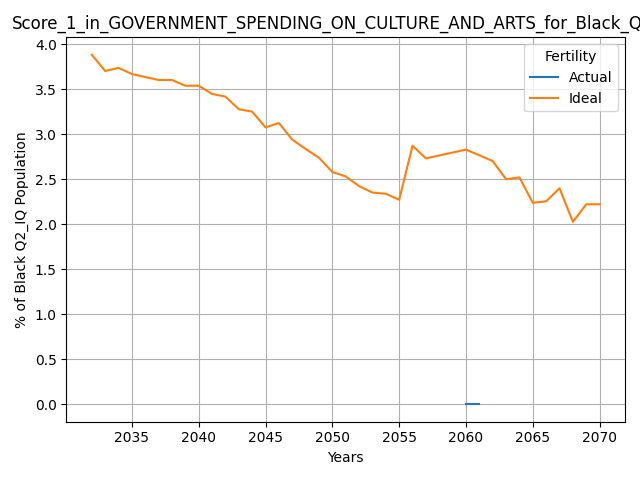 Score_1_in_GOVERNMENT_SPENDING_ON_CULTURE_AND_ARTS_for_Black_Q
Fertility
Actual
Ideal
% of Black Q2_IQ Population
4.0
3.5
3.0
2.5
2.0
1.5
1.0
0.5
0.0
2035 2040 2045 2050 2055 2060 2065 2070
Years